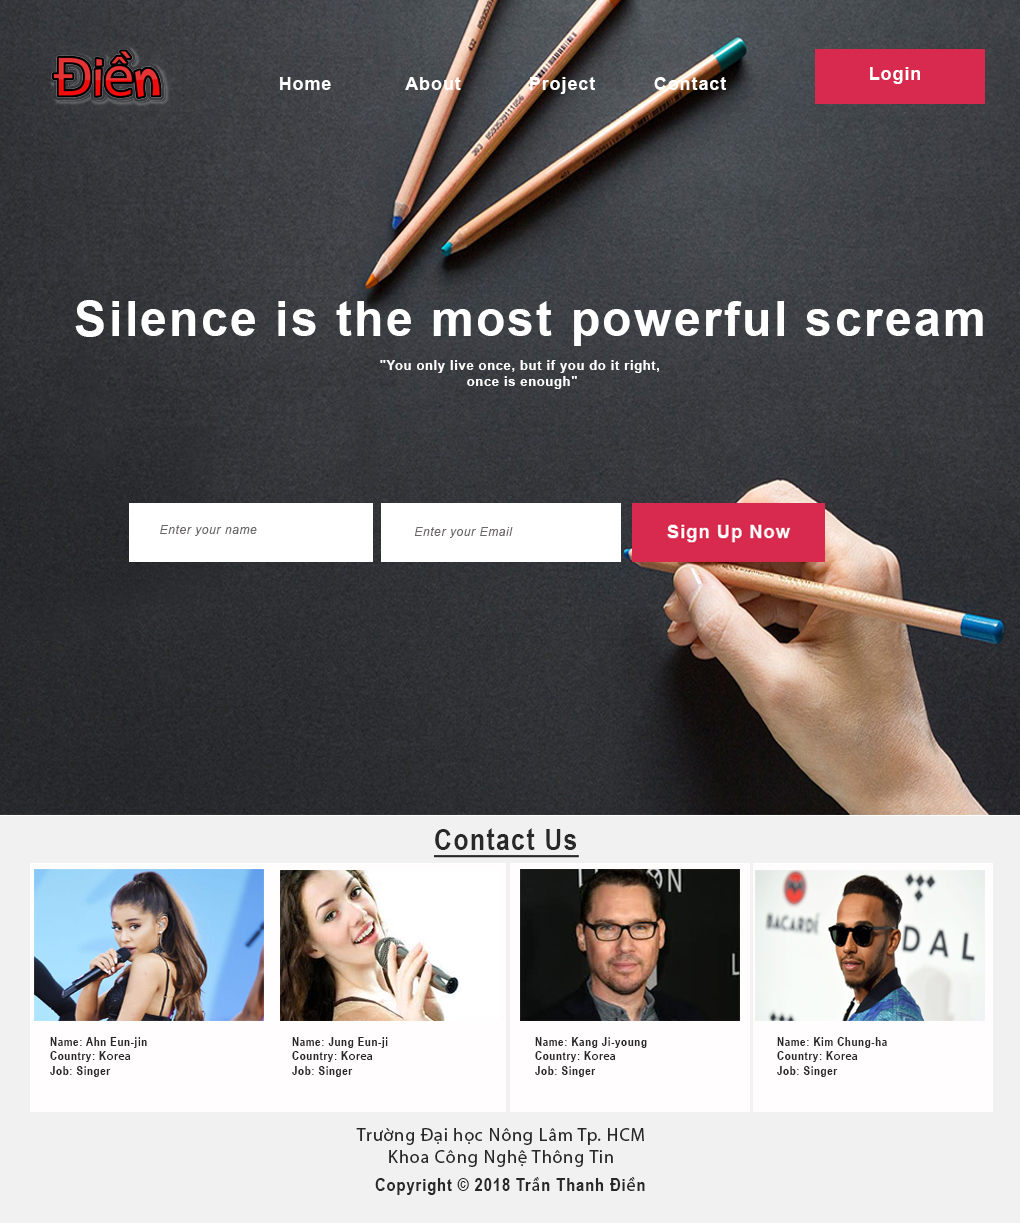 Điền
Home About Project Contact
Login
Silence is the most powerful scream
"You only live once, but if you do it right,
once is enough"
Enter your name
Enter your Email
Sign Up Now
Contact Us
BACARDÍ
DAL
Name: Ahn Eun-jin
Country: Korea
Job: Singer
Name: Jung Eun-ji
Country: Korea
Job: Singer
Name: Kang Ji-young
Country: Korea
Job: Singer
Name: Kim Chung-ha
Country: Korea
Job: Singer
Trường Đại học Nông Lâm Tp. HCM
Khoa Công Nghệ Thông Tin
Copyright © 2018 Trần Thanh Điền